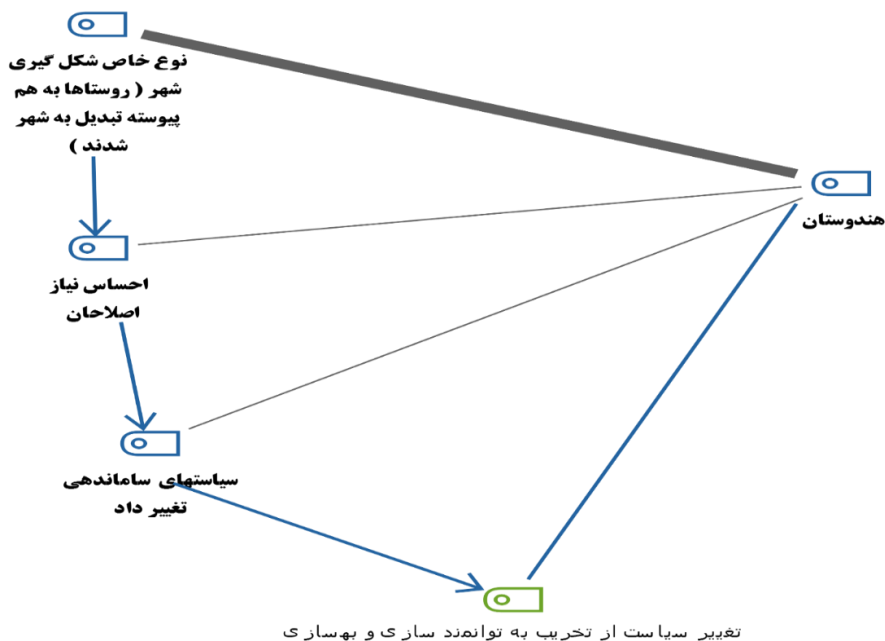 نوع خاص شکل گیری
شهر ( روستاها به هم
پیوسته تبدیل به شهر
شدند )
هندوستان
احساس نیاز
اصلاحان
سیاستهای ساماندهی
تغییر داد
تغییر سیاست از تخریب به توانمند سازی و بهسازی